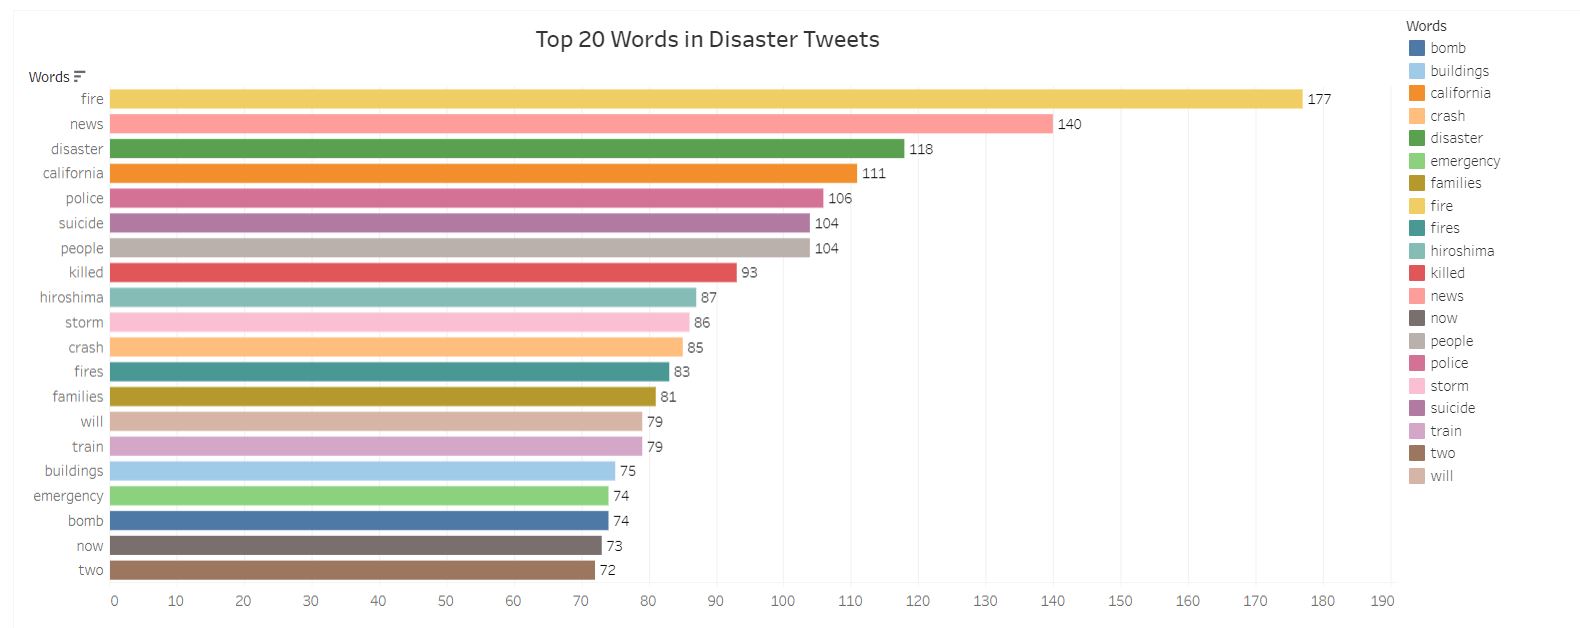 Top 20 Words in Disaster Tweets
Words
fire 177
news 140
disaster 118
california 111
police 106
suicide 104
people 104
killed 93
hiroshima 87
storm 86
crash 85
fires 83
families 81
will 79
train 79
buildings 75
emergency 74
bomb 74
now 73
two 72
0 10 20 30 40 50 60 70 80 90 100 110 120 130 140 150 160 170 180 190
Words
bomb
buildings
california
crash
disaster
emergency
families
fire
fires
hiroshima
killed
news
now
people
police
storm
suicide
train
two
will